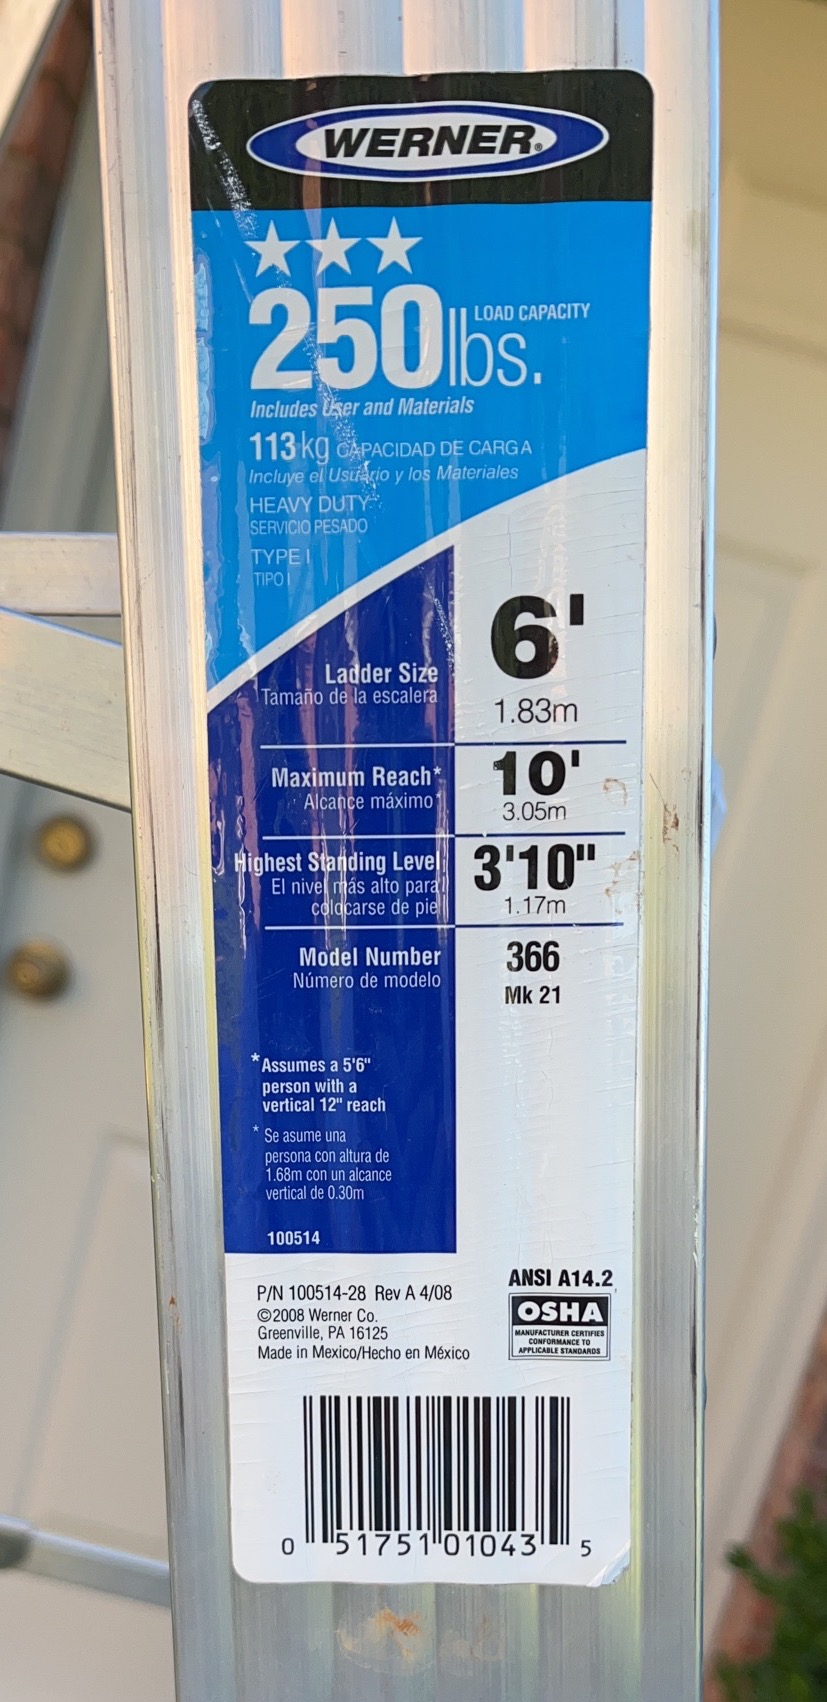 WERNER®
250 lbs. LOAD CAPACITY
Includes User and Materials
113 kg CAPACIDAD DE CARGA
Incluye el Usuario y los Materiales
HEAVY DUTY
SERVICIO PESADO
TYPE I
TIPO I
Ladder Size 6'
Tamaño de la escalera 1.83m
Maximum Reach* 10'
Alcance máximo* 3.05m
Highest Standing Level 3'10"
El nivel más alto para
colocarse de pie 1.17m
Model Number 366
Número de modelo Mk 21
*Assumes a 5'6"
person with a
vertical 12" reach
* Se asume una
persona con altura de
1.68m con un alcance
vertical de 0.30m
100514
P/N 100514-28 Rev A 4/08
©2008 Werner Co.
Greenville, PA 16125
Made in Mexico/Hecho en México
ANSI A14.2
OSHA
MANUFACTURER CERTIFIES
CONFORMANCE TO
APPLICABLE STANDARDS
0 51751 01043 5